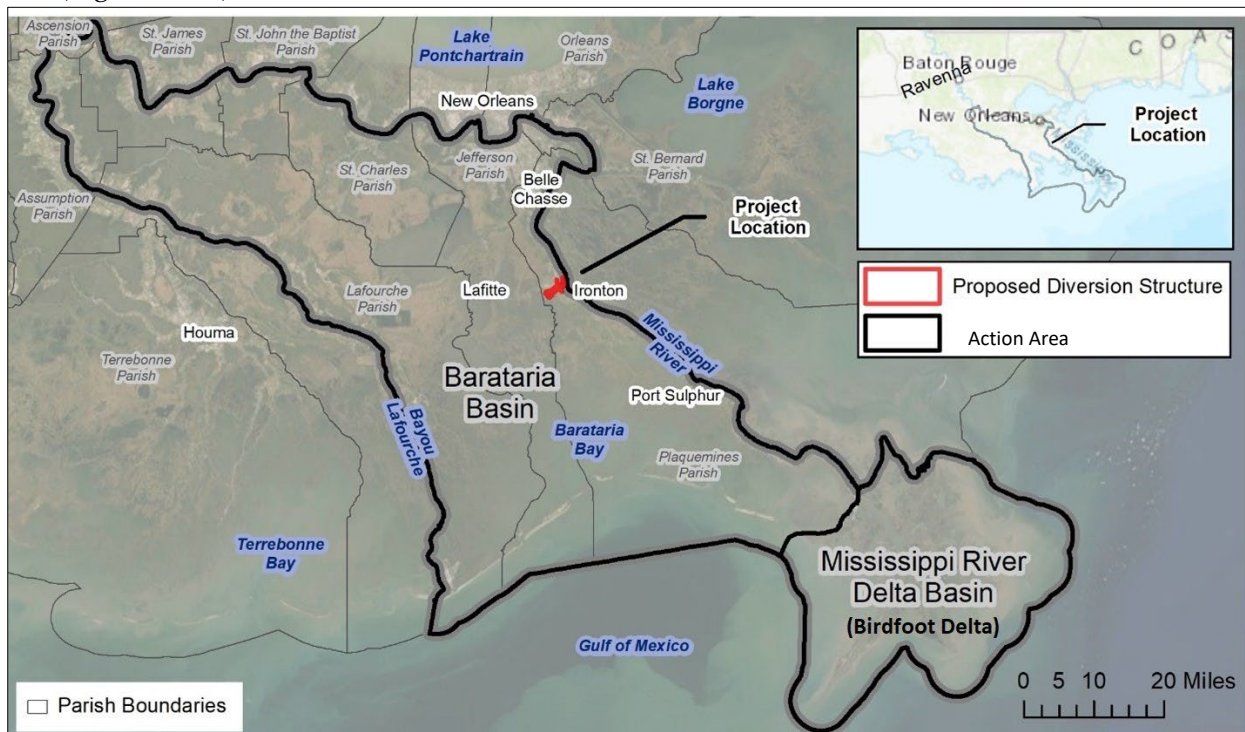 Ascension
Parish
St. James
Parish
St. John the Baptist
Parish
Lake
Pontchartrain
Orleans
Parish
New Orleans
Lake
Borgne
St. Charles
Parish
Jefferson
Parish
St. Bernard
Parish
Belle
Chasse
Assumption
Parish
Project
Location
Lafourche
Parish
Lafitte
Ironton
Houma
Terrebonne
Parish
Mississippi
River
Barataria
Basin
Port Sulphur
Bayou
Lafourche
Barataria
Bay
Plaquemines
Parish
Terrebonne
Bay
Mississippi River
Delta Basin
(Birdfoot Delta)
Gulf of Mexico
0 5 10 20 Miles
Parish Boundaries
C O A S
Baton Rouge
Ravenna
New Orleans
Project
Location
Mississippi
Proposed Diversion Structure
Action Area